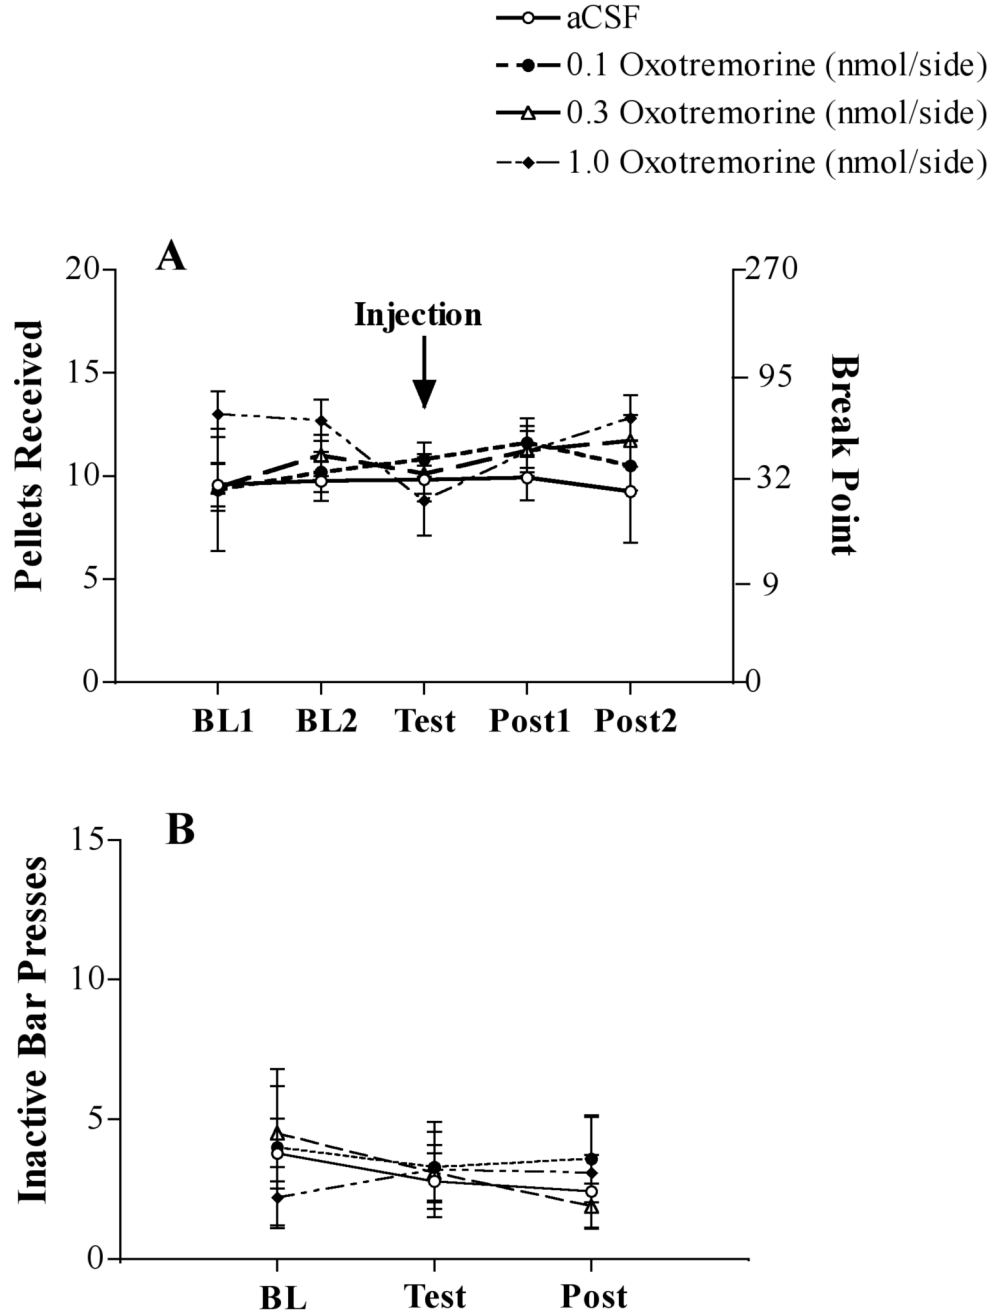 aCSF
0.1 Oxotremorine (nmol/side)
0.3 Oxotremorine (nmol/side)
1.0 Oxotremorine (nmol/side)
A
20
15
10
5
0
Pellets Received
Injection
270
95
32
9
0
Break Point
BL1 BL2 Test Post1 Post2
B
15
10
5
0
Inactive Bar Presses
BL Test Post